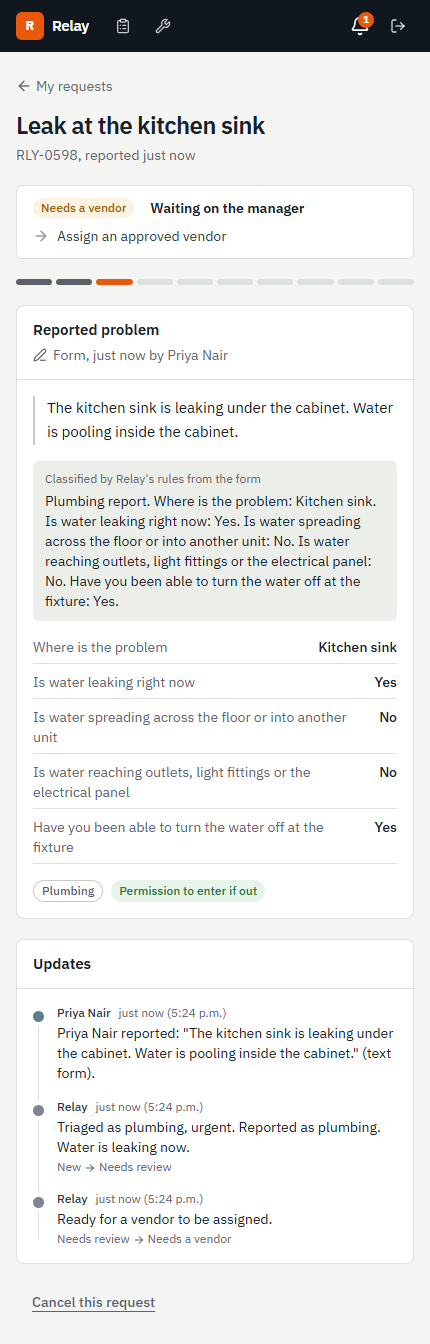 R Relay 1
My requests
Leak at the kitchen sink
RLY-0598, reported just now
Needs a vendor Waiting on the manager
→ Assign an approved vendor
Reported problem
Form, just now by Priya Nair
The kitchen sink is leaking under the cabinet. Water
is pooling inside the cabinet.
Classified by Relay's rules from the form
Plumbing report. Where is the problem: Kitchen sink.
Is water leaking right now: Yes. Is water spreading
across the floor or into another unit: No. Is water
reaching outlets, light fittings or the electrical panel:
No. Have you been able to turn the water off at the
fixture: Yes.
Where is the problem Kitchen sink
Is water leaking right now Yes
Is water spreading across the floor or into another No
unit
Is water reaching outlets, light fittings or the No
electrical panel
Have you been able to turn the water off at the Yes
fixture
Plumbing Permission to enter if out
Updates
Priya Nair just now (5:24 p.m.)
Priya Nair reported: "The kitchen sink is leaking under
the cabinet. Water is pooling inside the cabinet." (text
form).
Relay just now (5:24 p.m.)
Triaged as plumbing, urgent. Reported as plumbing.
Water is leaking now.
New → Needs review
Relay just now (5:24 p.m.)
Ready for a vendor to be assigned.
Needs review → Needs a vendor
Cancel this request